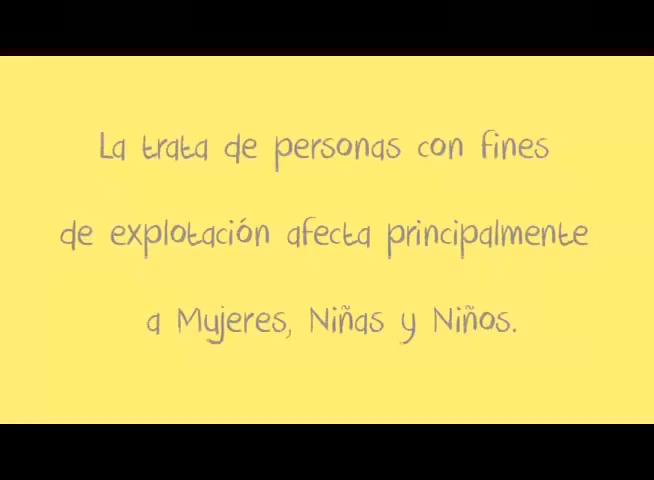 La trata de personas con fines
de explotación afecta principalmente
a Mujeres, Niñas y Niños.